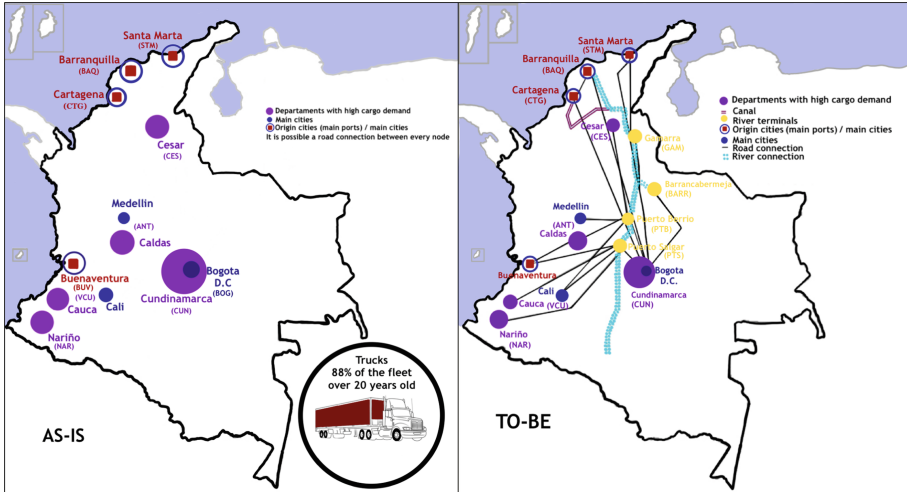 Santa Marta
(STM)
Barranquilla
(BAQ)
Cartagena
(CTG)
Departments with high cargo demand
Main cities
Origin cities (main ports) / main cities
It is possible a road connection between every node
Cesar
(CES)
Medellin
(ANT)
Caldas
Buenaventura
(BUV)
(VCU)
Cauca
Cali
Bogota
D.C
(BOG)
Cundinamarca
(CUN)
Nariño
(NAR)
Trucks
88% of the fleet
over 20 years old
AS-IS
Santa Marta
(STM)
Barranquilla
(BAQ)
Cartagena
(CTG)
Departments with high cargo demand
Canal
River terminals
Origin cities (main ports) / main cities
Main cities
Road connection
River connection
Cesar
(CES)
Gamarra
(GAM)
Barrancabermeja
(BARR)
Medellin
(ANT)
Caldas
Puerto Berrio
(PTB)
Puerto Salgar
(PTS)
Buenaventura
Bogota
D.C.
Cali
Cauca
(VCU)
Cundinamarca
(CUN)
Nariño
(NAR)
TO-BE